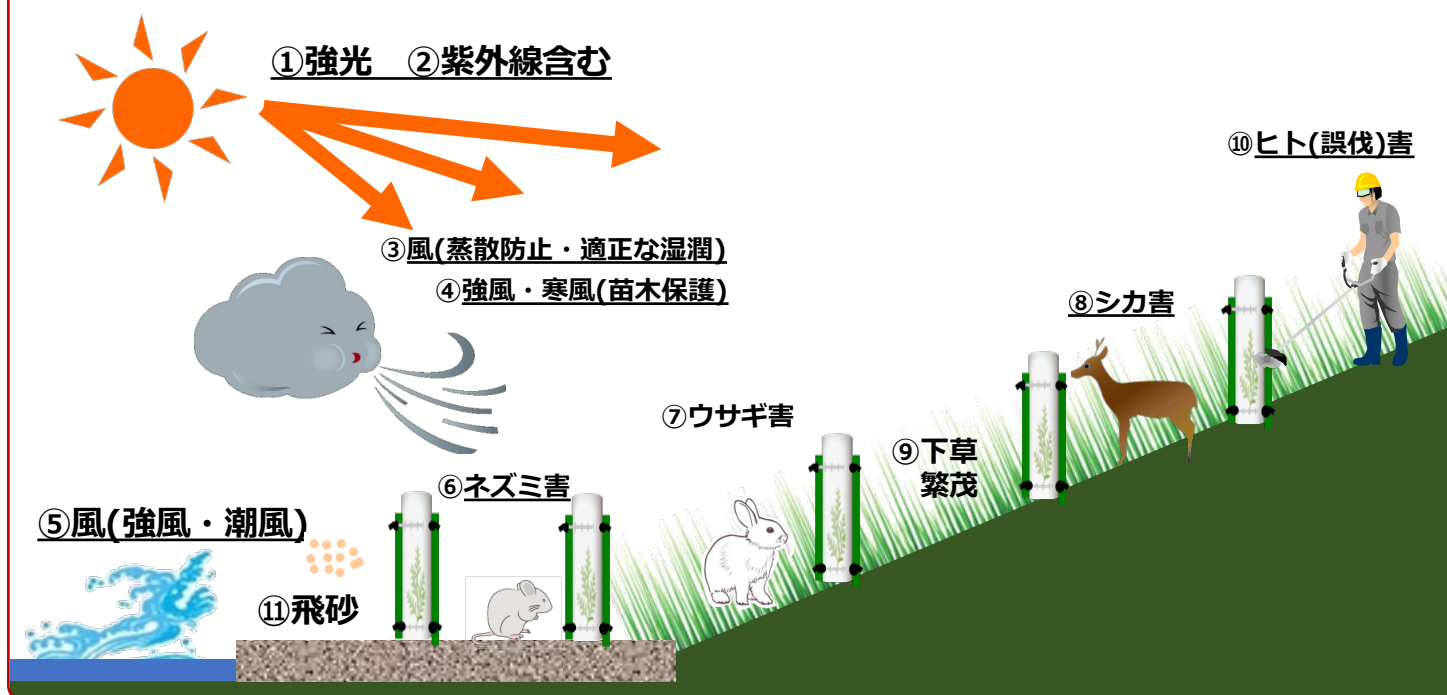 ①強光　②紫外線含む
⑩ヒト(誤伐)害
③風(蒸散防止・適正な湿潤)
④強風・寒風(苗木保護)
⑧シカ害
⑦ウサギ害
⑨下草
繁茂
⑥ネズミ害
⑤風(強風・潮風)
⑪飛砂